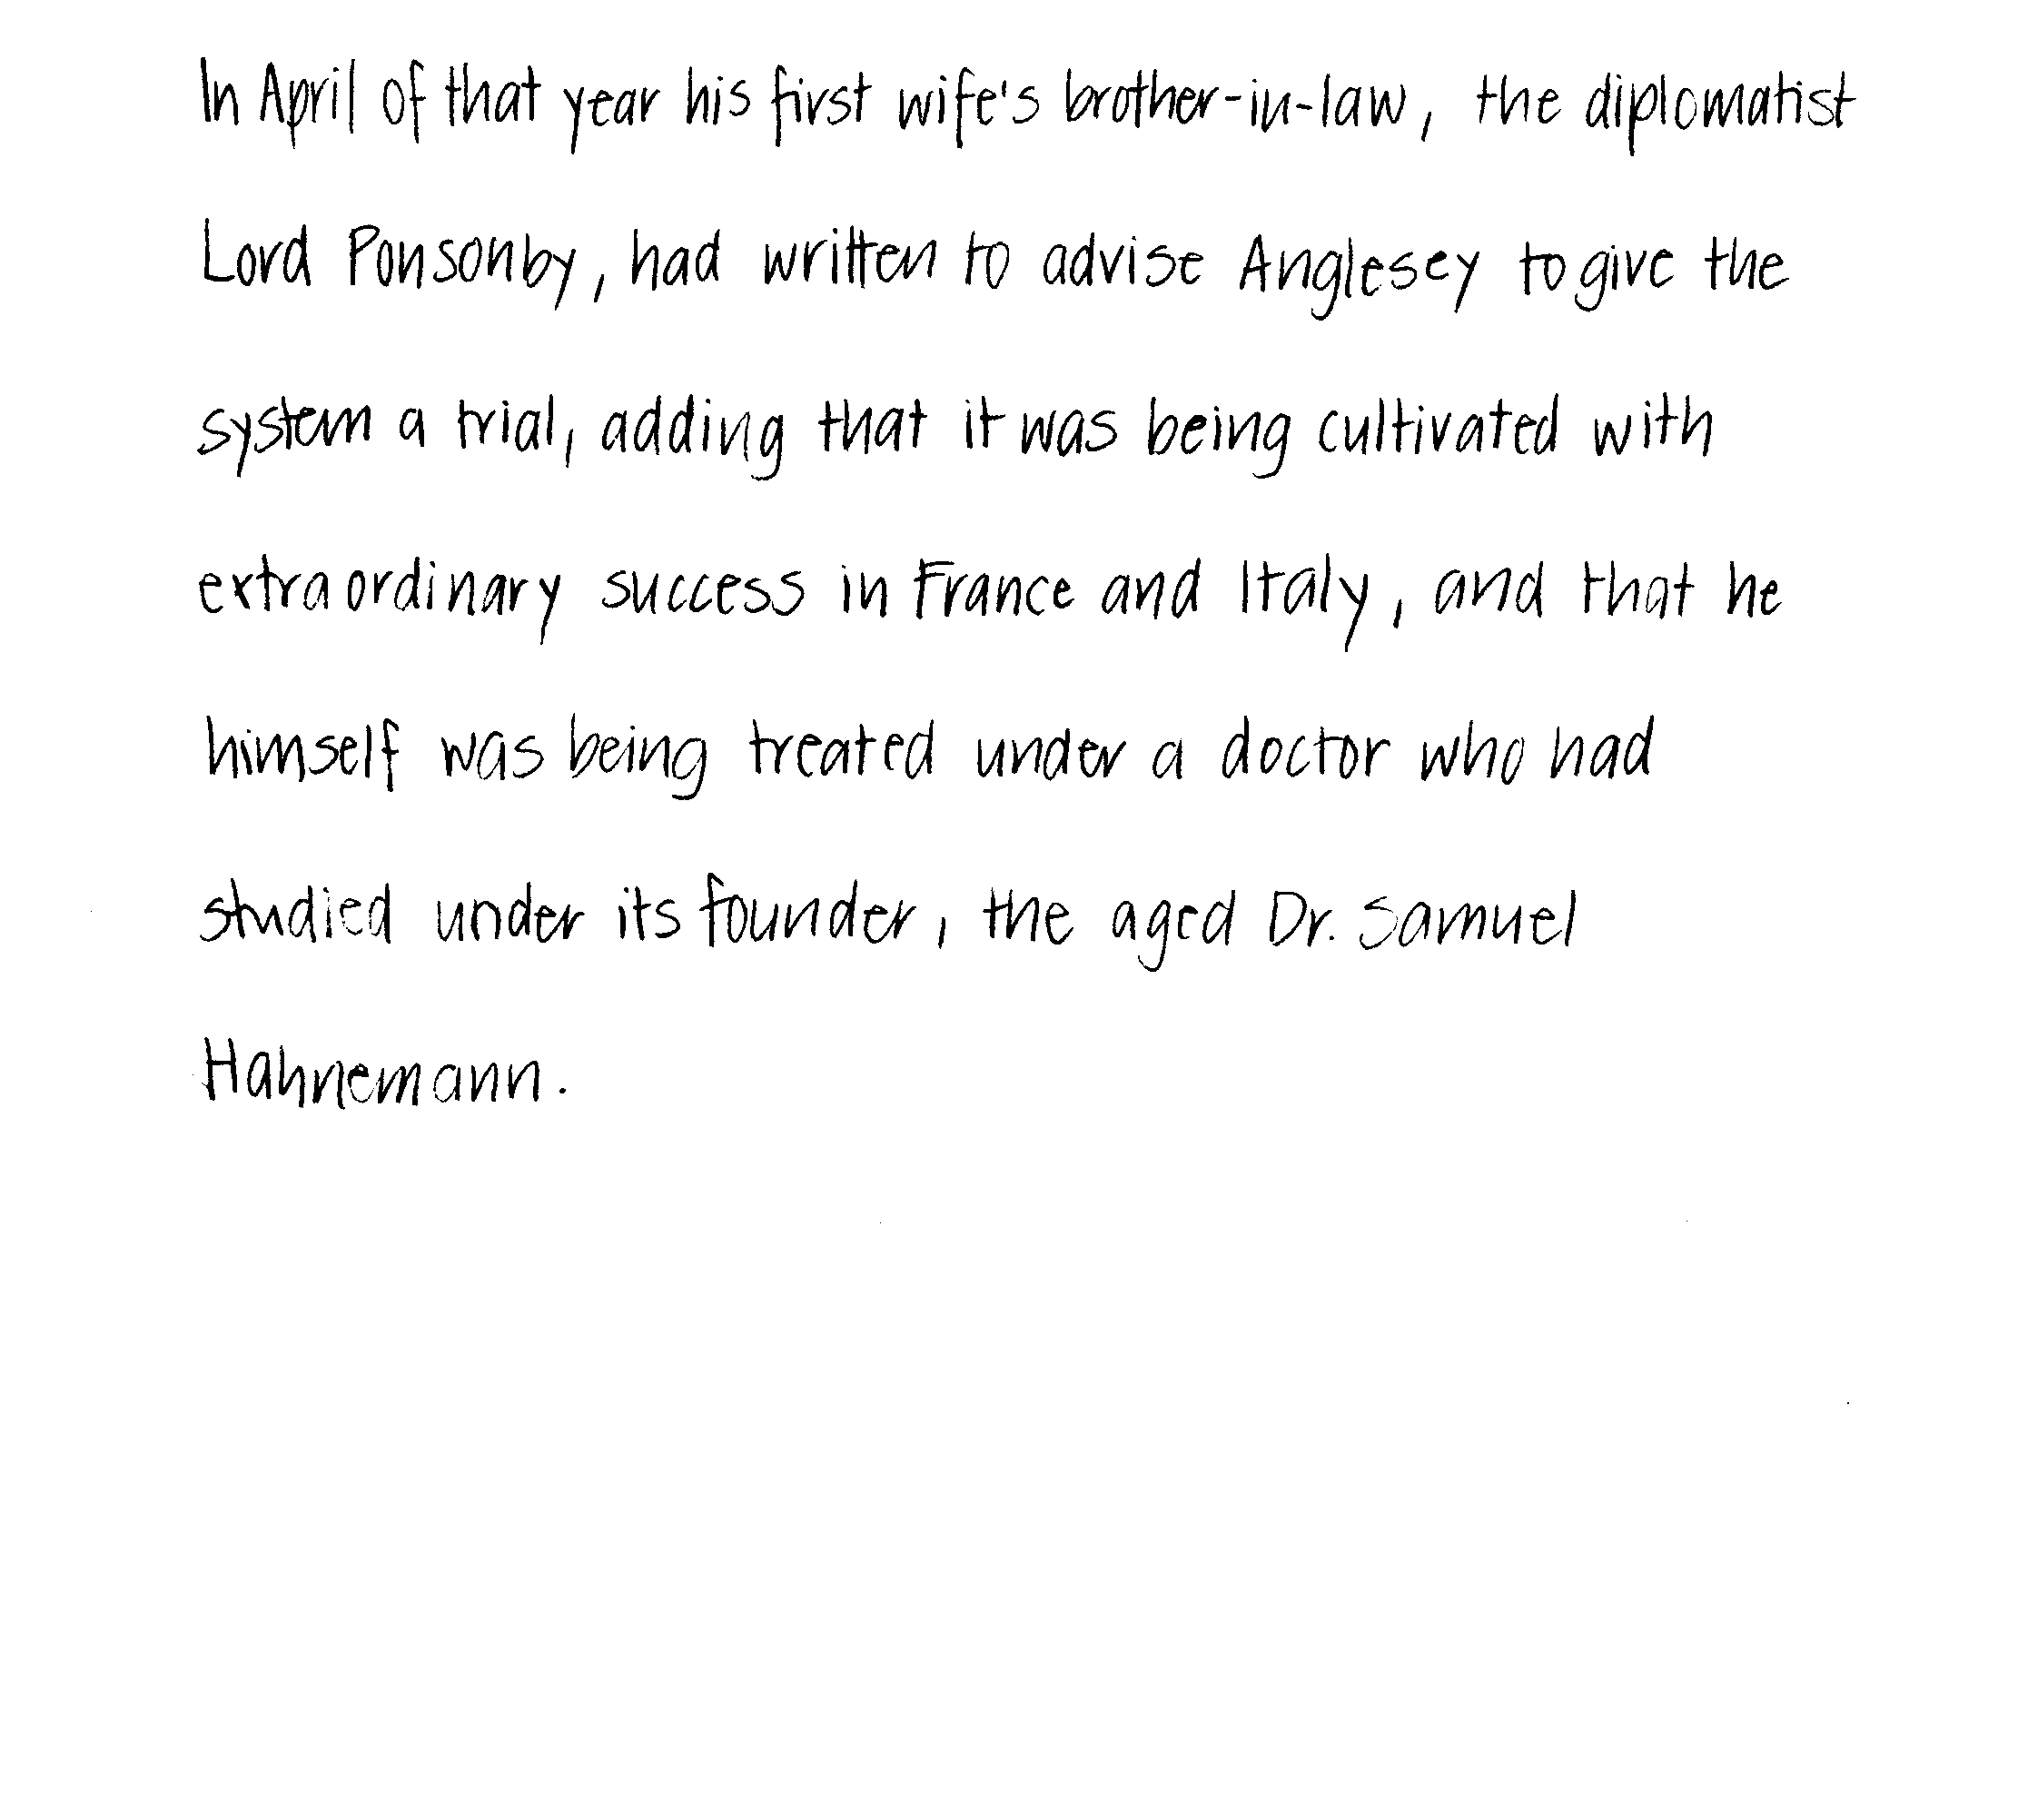 In April of that year his first wife's brother-in-law, the diplomatist
Lord Ponsonby, had written to advise Anglesey to give the
system a trial, adding that it was being cultivated with
extraordinary success in France and Italy, and that he
himself was being treated under a doctor who had
studied under its founder, the aged Dr. Samuel
Hahnemann.